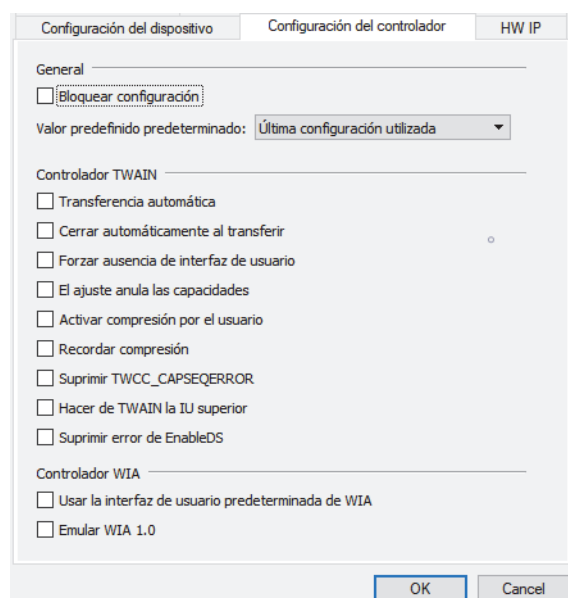 Configuración del dispositivo Configuración del controlador HW IP
General
Bloquear configuración
Valor predefinido predeterminado: Última configuración utilizada
Controlador TWAIN
Transferencia automática
Cerrar automáticamente al transferir
Forzar ausencia de interfaz de usuario
El ajuste anula las capacidades
Activar compresión por el usuario
Recordar compresión
Suprimir TWCC_CAPSEQERROR
Hacer de TWAIN la IU superior
Suprimir error de EnableDS
Controlador WIA
Usar la interfaz de usuario predeterminada de WIA
Emular WIA 1.0
OK Cancel